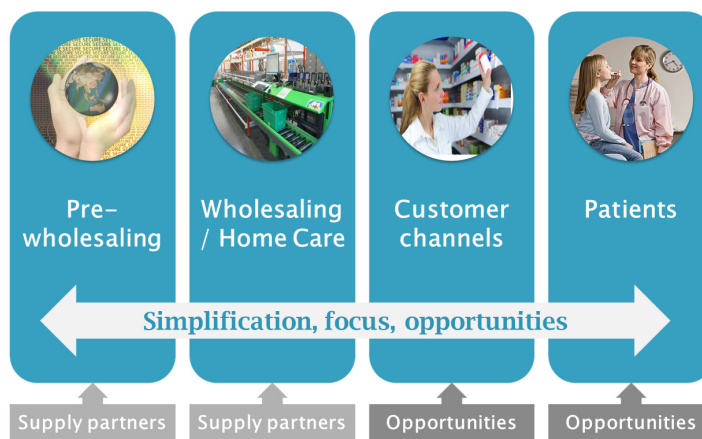 Pre-
wholesaling
Wholesaling
/ Home Care
Customer
channels
Patients
Simplification, focus, opportunities
Supply partners
Supply partners
Opportunities
Opportunities